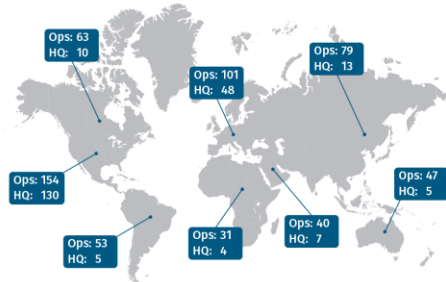 Ops: 63
HQ: 10
Ops: 101
HQ: 48
Ops: 79
HQ: 13
Ops: 154
HQ: 130
Ops: 53
HQ: 5
Ops: 31
HQ: 4
Ops: 40
HQ: 7
Ops: 47
HQ: 5